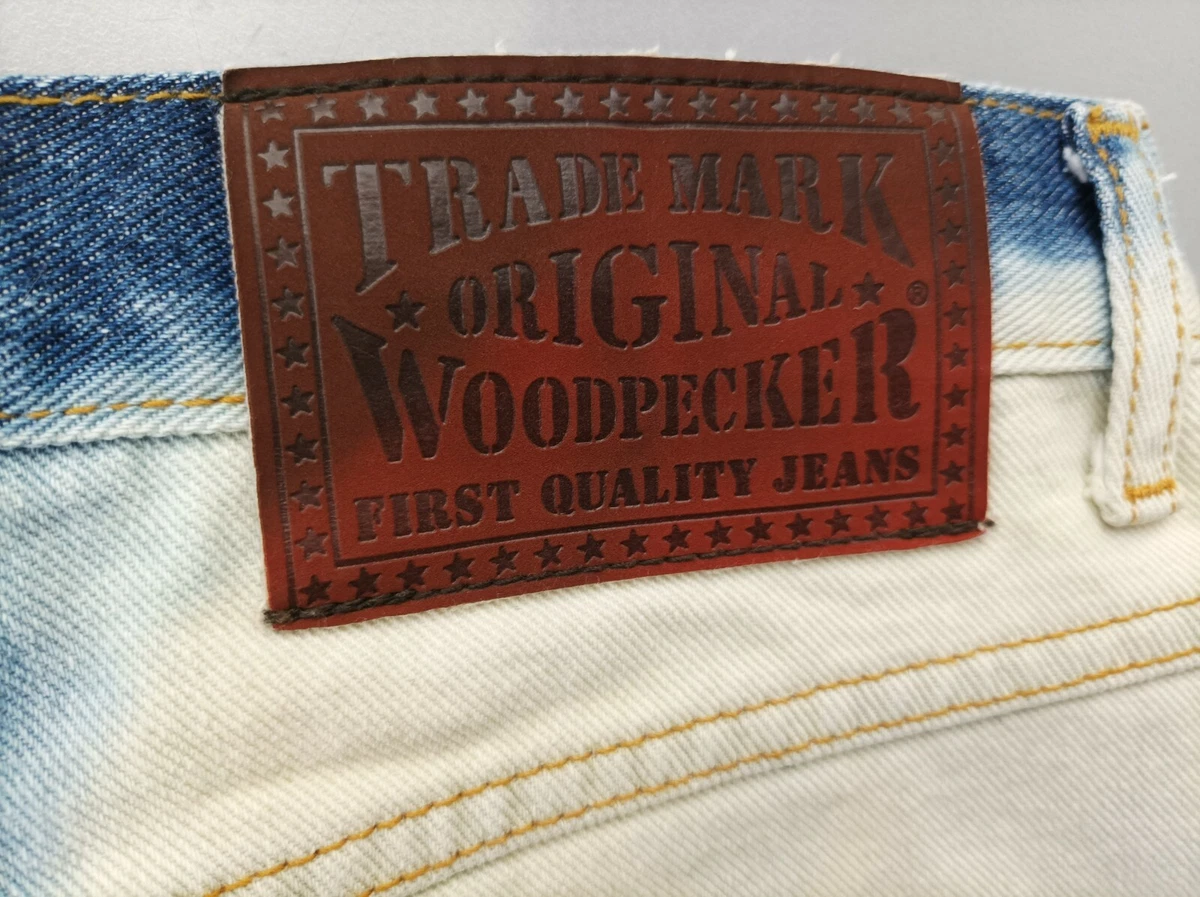 TRADE MARK
★ ORIGINAL ★ ®
WOODPECKER
FIRST QUALITY JEANS